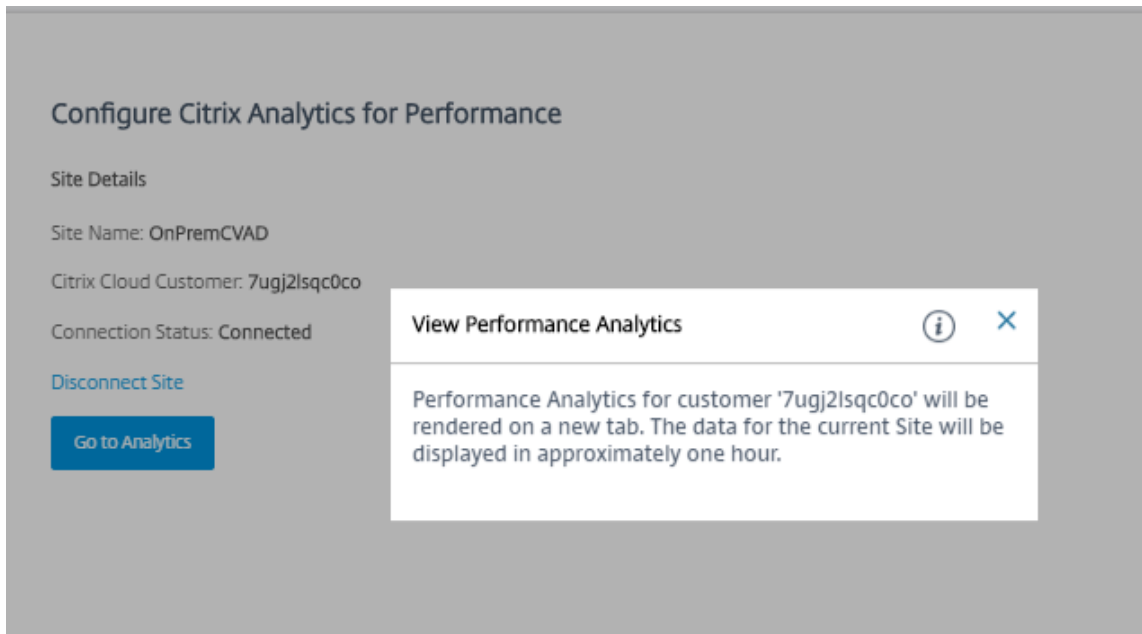 Configure Citrix Analytics for Performance
Site Details
Site Name: OnPremCVAD
Citrix Cloud Customer: 7ugj2lsqc0co
Connection Status: Connected
Disconnect Site
Go to Analytics
View Performance Analytics
Performance Analytics for customer '7ugj2lsqc0co' will be
rendered on a new tab. The data for the current Site will be
displayed in approximately one hour.